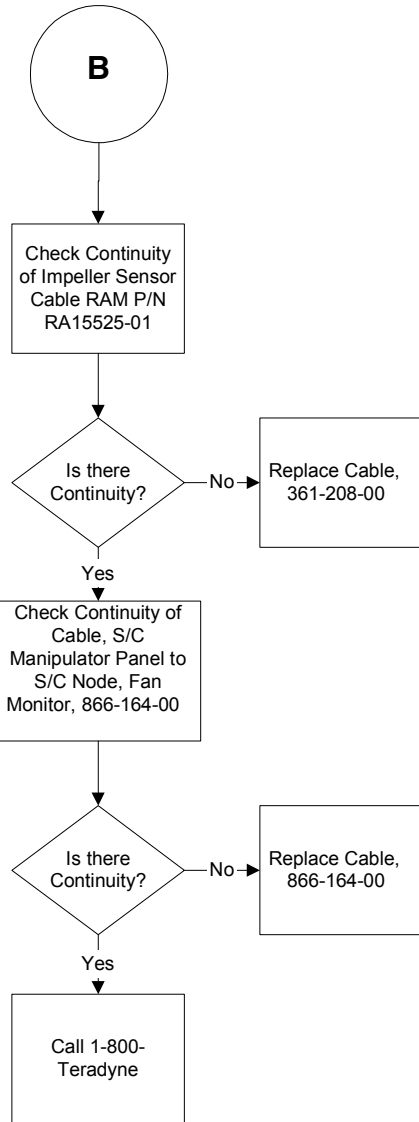 B
Check Continuity
of Impeller Sensor
Cable RAM P/N
RA15525-01
Is there
Continuity?
No
Replace Cable,
361-208-00
Yes
Check Continuity of
Cable, S/C
Manipulator Panel to
S/C Node, Fan
Monitor, 866-164-00
Is there
Continuity?
No
Replace Cable,
866-164-00
Yes
Call 1-800-
Teradyne